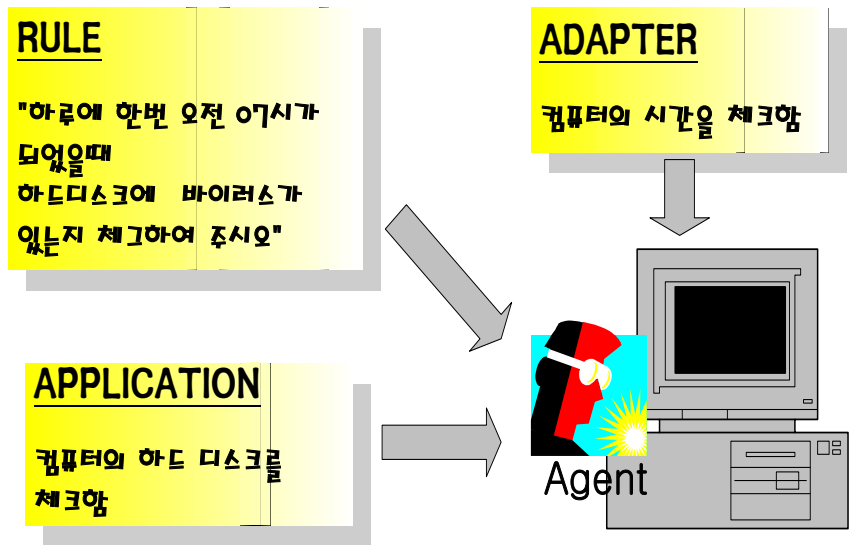 RULE
"하루에 한번 오전 07시가
되었을때
하드디스크에 바이러스가
있는지 체그하여 주시오"
ADAPTER
컴퓨터의 시간을 체크함
APPLICATION
컴퓨터의 하드 디스크를
체크함
Agent